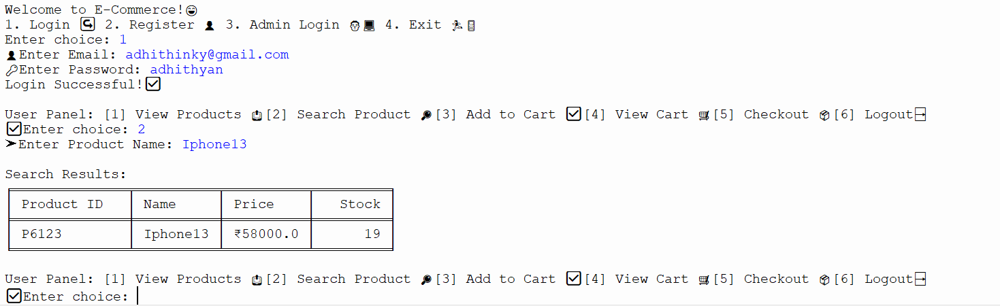 Welcome to E-Commerce!😄
1. Login ↪ 2. Register 👤 3. Admin Login 👨‍💻 4. Exit 🏃🚪
Enter choice: 1
👤Enter Email: adhithinky@gmail.com
🔑Enter Password: adhithyan
Login Successful!✅

User Panel: [1] View Products 📤[2] Search Product 🔎[3] Add to Cart ✅[4] View Cart 🛒[5] Checkout 📦[6] Logout→
✅Enter choice: 2
➤Enter Product Name: Iphone13

Search Results:
Product ID Name Price Stock
P6123 Iphone13 ₹58000.0 19

User Panel: [1] View Products 📤[2] Search Product 🔎[3] Add to Cart ✅[4] View Cart 🛒[5] Checkout 📦[6] Logout→
✅Enter choice: